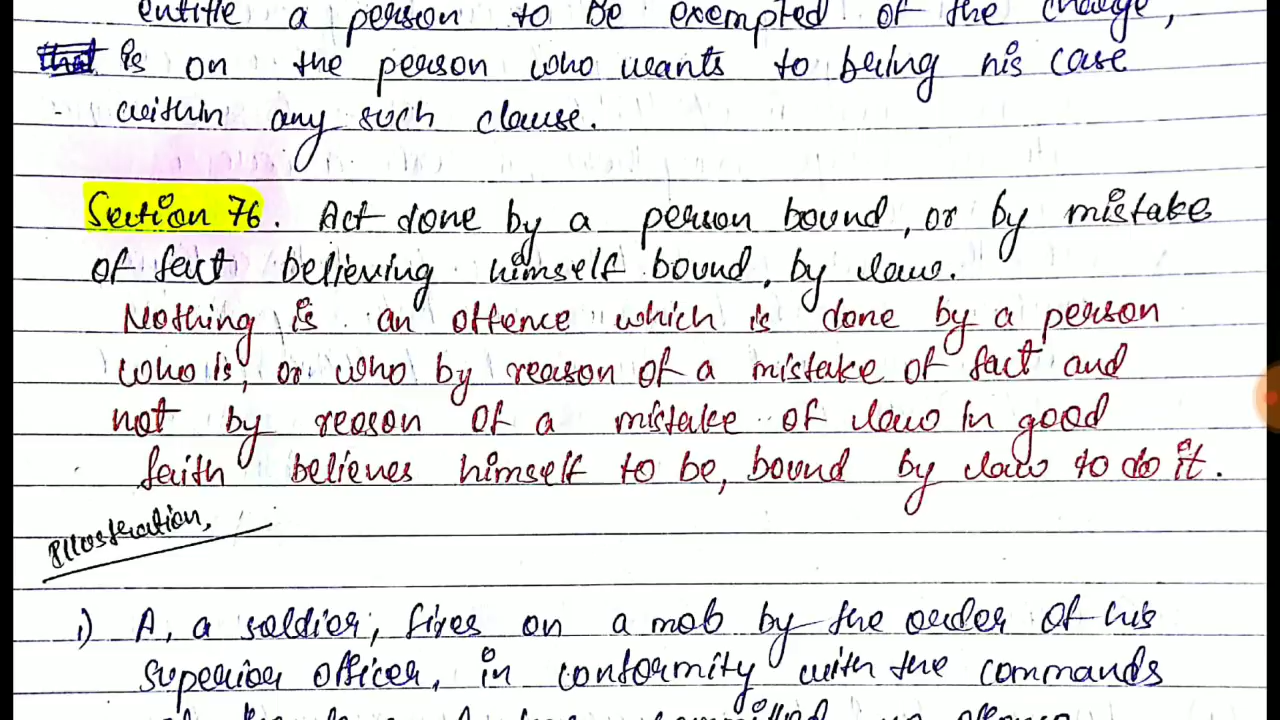 entitle a person to be exempted of the charge,
is on the person who wants to being his case
within any such clause.
Section 76. Act done by a person bound, or by mistake
of fact believing himself bound, by law.
Nothing is an offence which is done by a person
who is, or who by reason of a mistake of fact and
not by reason of a mistake of law in good
faith believes himself to be, bound by law to do it.
Illustration,
i) A, a soldier, fires on a mob by the order of his
superior officer, in conformity with the commands